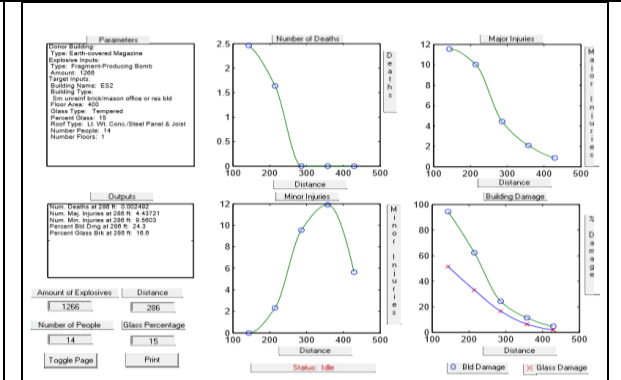 Parameters
Donor Building:
Type: Earth-covered Magazine
Explosive Inputs:
Type: Fragment-Producing Bomb
Amount: 1266
Target Inputs:
Building Name: ES2
Building Type:
Sm unreinf brick/mason office or res bld
Floor Area: 400
Glass Type: Tempered
Percent Glass: 15
Roof Type: Lt. Wt. Conc./Steel Panel & Joist
Number People: 14
Number Floors: 1
Number of Deaths
2.5
2
1.5
1
0.5
0
100 200 300 400 500
Distance
Deaths
Major Injuries
12
10
8
6
4
2
0
100 200 300 400 500
Distance
Major Injuries
Outputs
Num. Deaths at 286 ft: 0.002492
Num. Maj. Injuries at 286 ft: 4.43721
Num. Min. Injuries at 286 ft: 9.5603
Percent Bld Dmg at 286 ft: 24.3
Percent Glass Brk at 286 ft: 16.6
Amount of Explosives Distance
1266 286
Number of People Glass Percentage
14 15
Toggle Page Print
Minor Injuries
12
10
8
6
4
2
0
100 200 300 400 500
Distance
Minor Injuries
Status: Idle
Building Damage
100
80
60
40
20
0
100 200 300 400 500
Distance
% Damage
Bld Damage Glass Damage